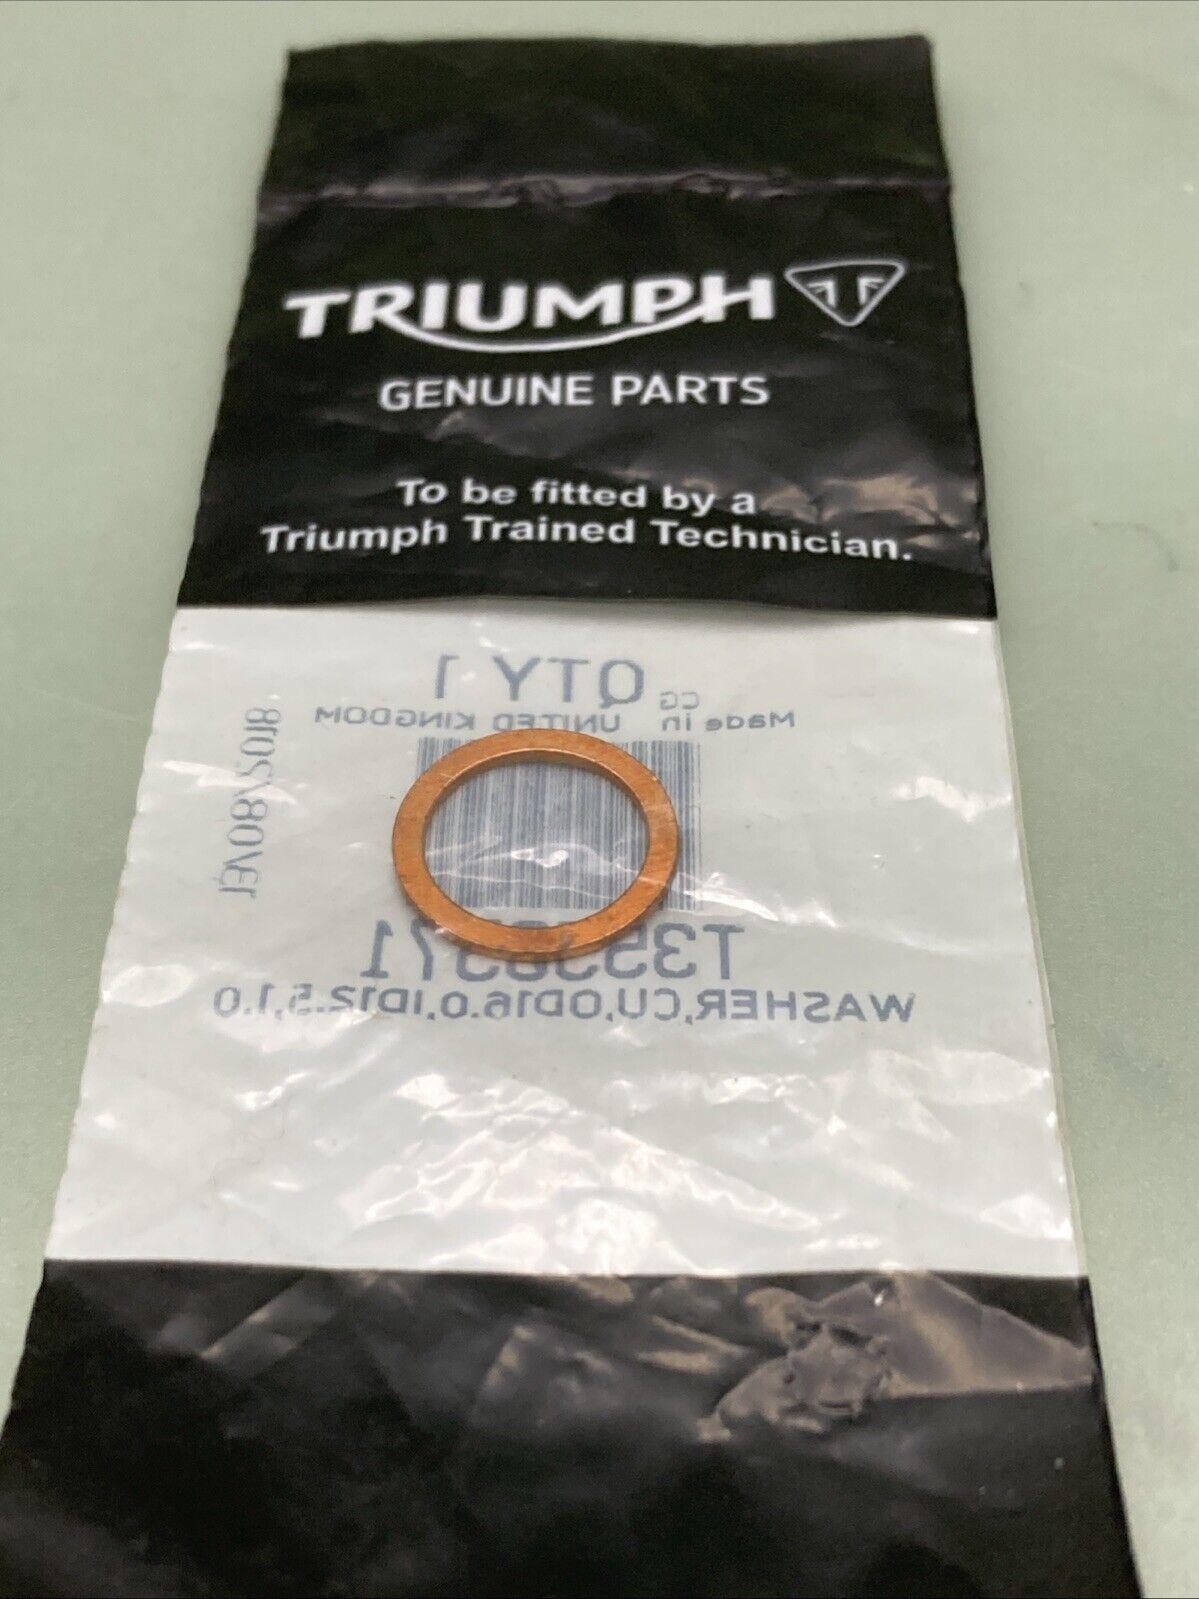 TRIUMPH
GENUINE PARTS
To be fitted by a
Triumph Trained Technician.
QTY 1
CG
Made in UNITED KINGDOM
WASHER,CU,OD16.0,ID12.5,1.0